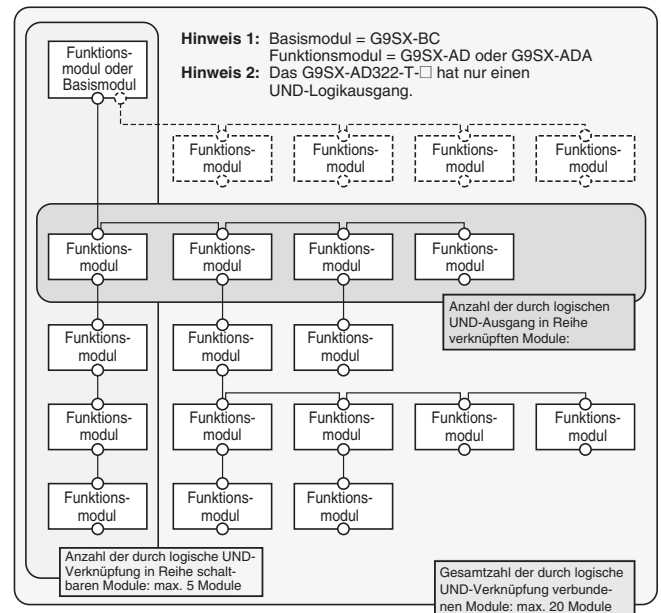 Funktions-
modul oder
Basismodul
Hinweis 1: Basismodul = G9SX-BC
Funktionsmodul = G9SX-AD oder G9SX-ADA
Hinweis 2: Das G9SX-AD322-T-□ hat nur einen
UND-Logikausgang.
Funktions- Funktions- Funktions- Funktions-
modul modul modul modul
Funktions- Funktions- Funktions- Funktions-
modul modul modul modul
Anzahl der durch logischen
UND-Ausgang in Reihe
verknüpften Module:
Funktions- Funktions- Funktions-
modul modul modul
Funktions- Funktions- Funktions- Funktions- Funktions-
modul modul modul modul modul
Funktions- Funktions- Funktions-
modul modul modul
Anzahl der durch logische UND-
Verknüpfung in Reihe schalt-
baren Module: max. 5 Module
Gesamtzahl der durch logische
UND-Verknüpfung verbunde-
nen Module: max. 20 Module